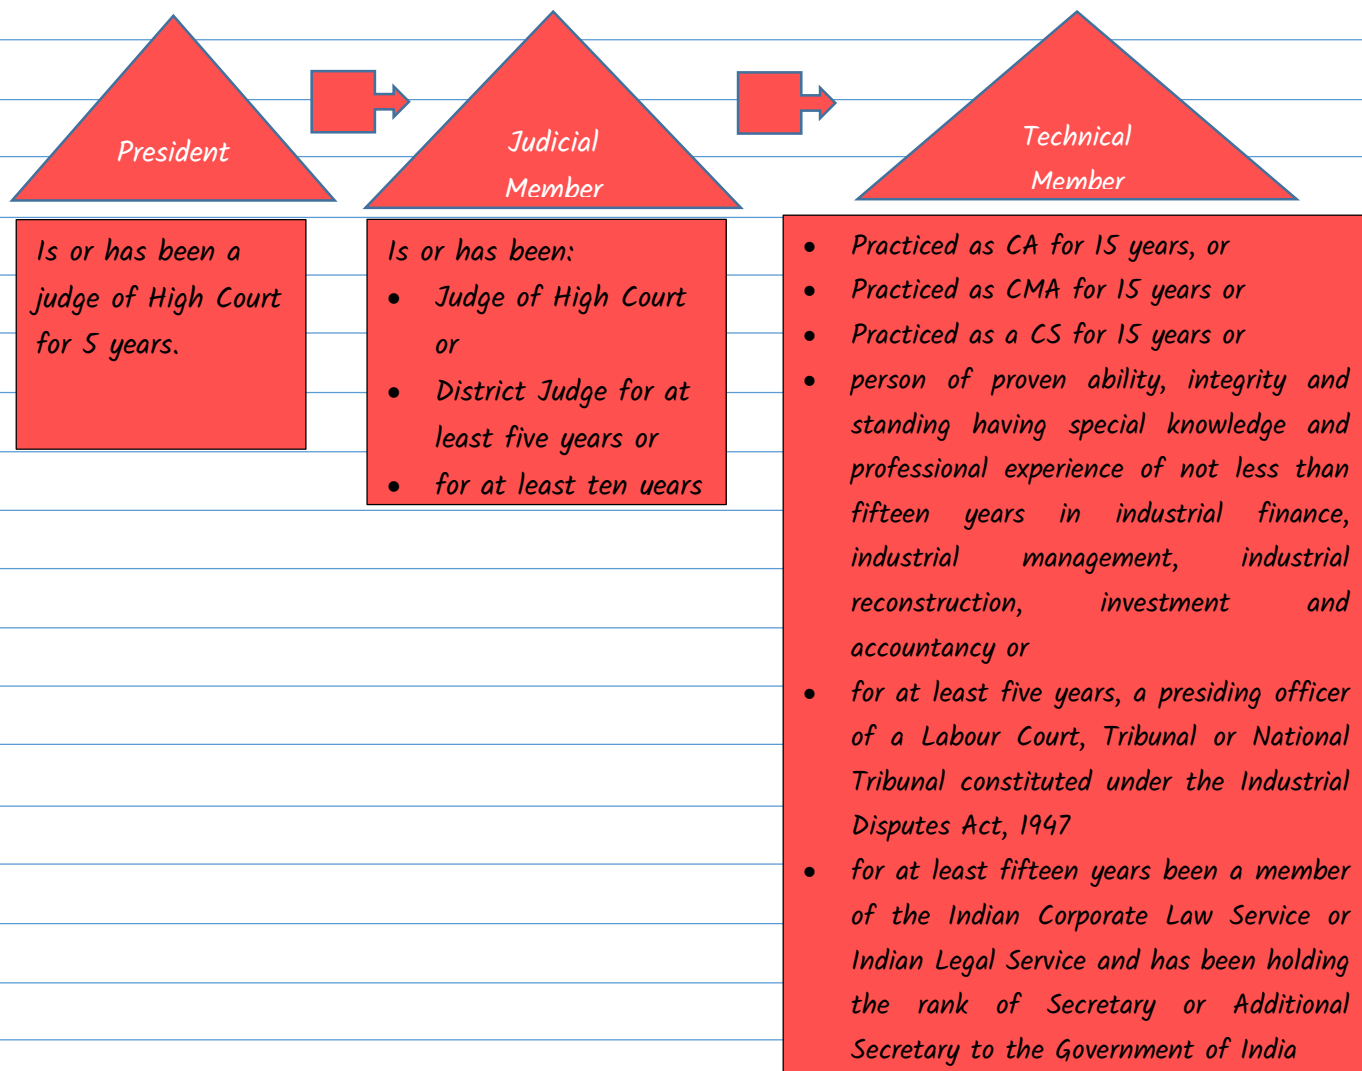 President
Judicial
Member
Technical
Member
Is or has been a
judge of High Court
for 5 years.
Is or has been:
• Judge of High Court
or
• District Judge for at
least five years or
• for at least ten years
• Practiced as CA for 15 years, or
• Practiced as CMA for 15 years or
• Practiced as a CS for 15 years or
• person of proven ability, integrity and
standing having special knowledge and
professional experience of not less than
fifteen years in industrial finance,
industrial management, industrial
reconstruction, investment and
accountancy or
• for at least five years, a presiding officer
of a Labour Court, Tribunal or National
Tribunal constituted under the Industrial
Disputes Act, 1947
• for at least fifteen years been a member
of the Indian Corporate Law Service or
Indian Legal Service and has been holding
the rank of Secretary or Additional
Secretary to the Government of India